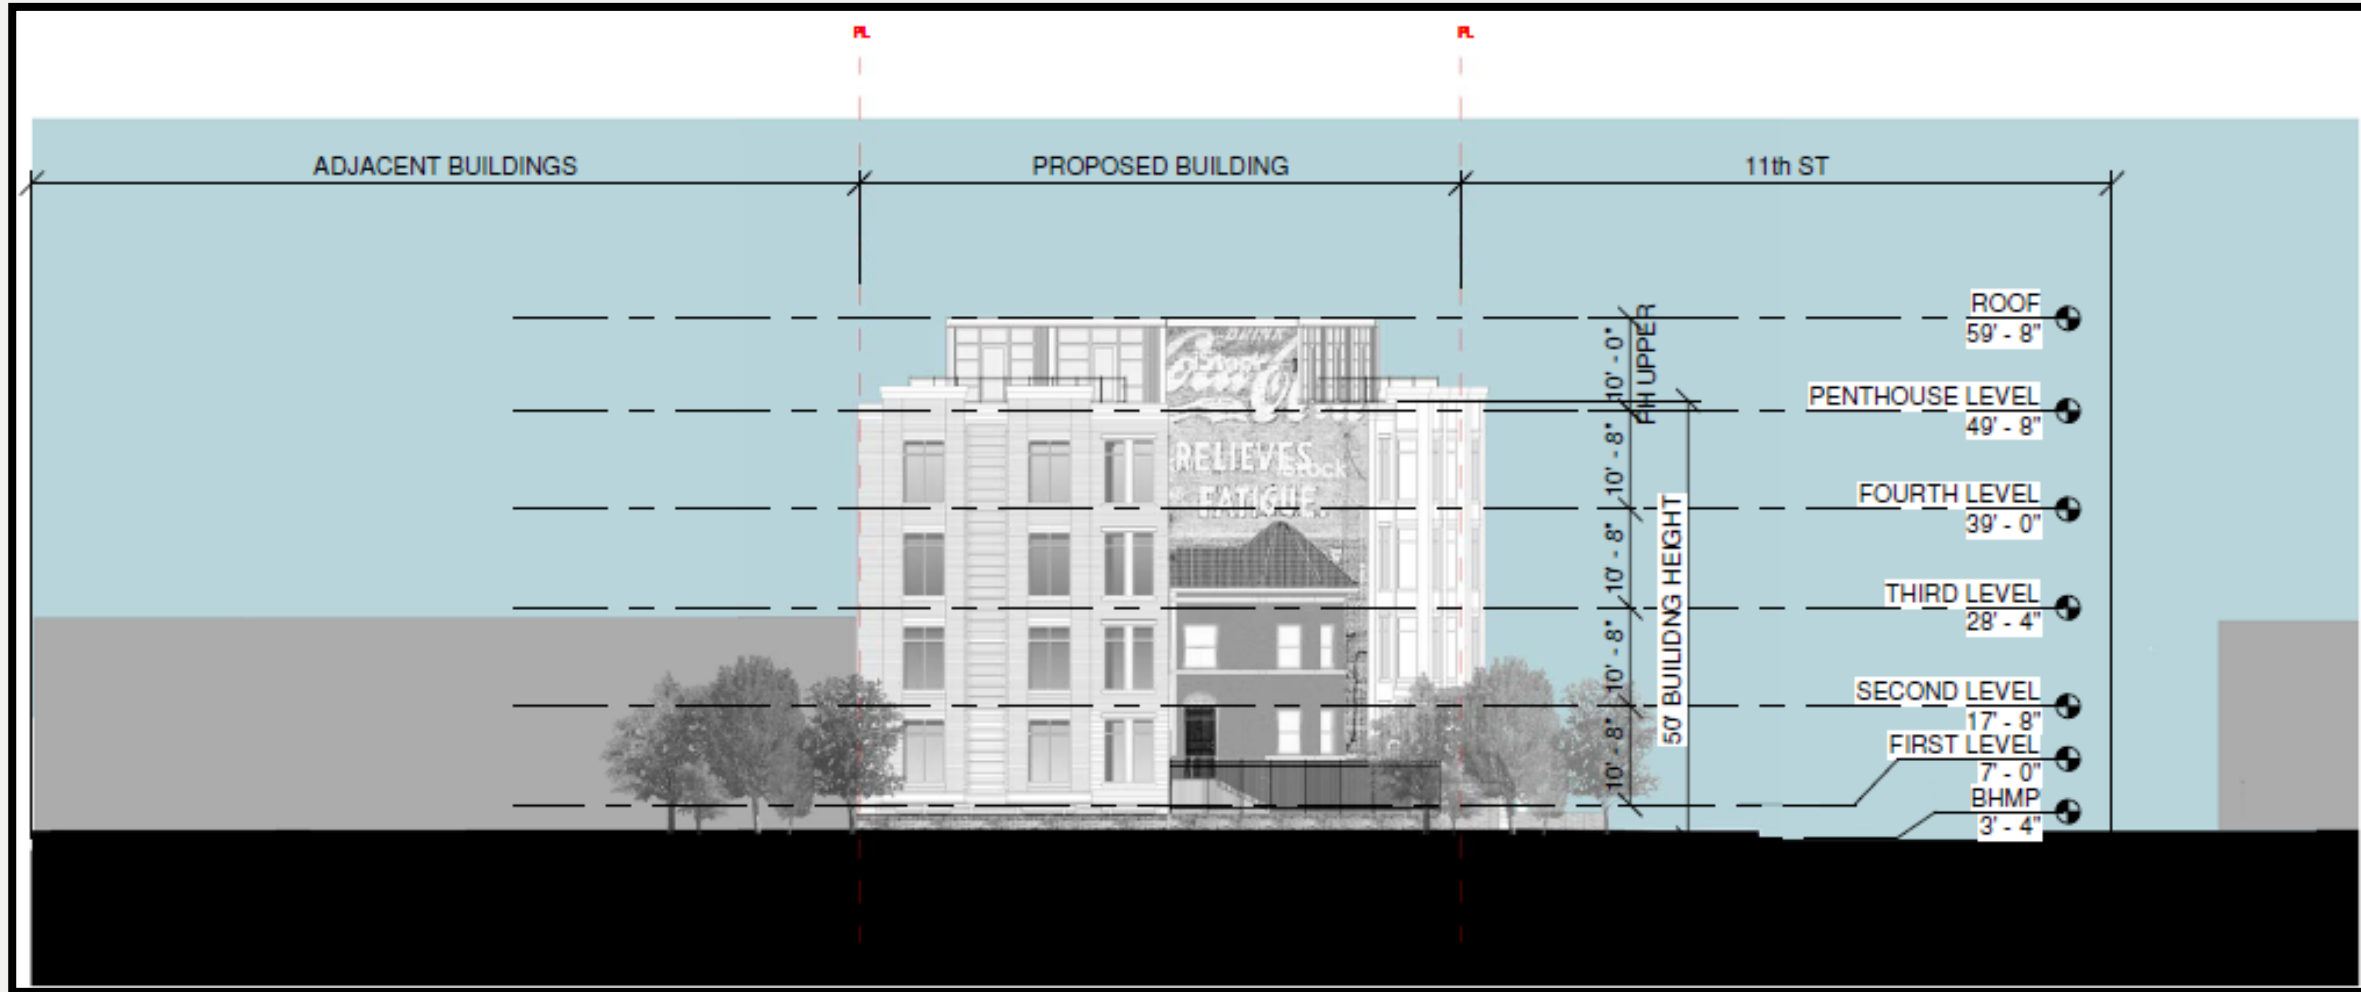 PL
PL
ADJACENT BUILDINGS
PROPOSED BUILDING
11th ST
ROOF
59' - 8"
PENTHOUSE LEVEL
49' - 8"
FOURTH LEVEL
39' - 0"
THIRD LEVEL
28' - 4"
SECOND LEVEL
17' - 8"
FIRST LEVEL
7' - 0"
BHMP
3' - 4"
10' - 0"
PH UPPER
10' - 8"
10' - 8"
10' - 8"
10' - 8"
50' BUILIDNG HEIGHT
RELIEVES
FATIGUE.